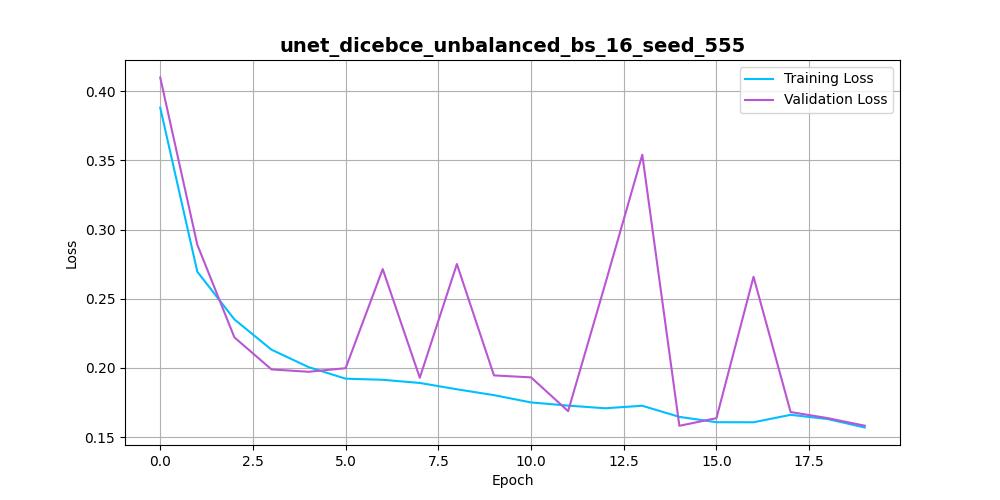 unet_dicebce_unbalanced_bs_16_seed_555
Training Loss
Validation Loss
0.40
0.35
0.30
0.25
0.20
0.15
Loss
0.0 2.5 5.0 7.5 10.0 12.5 15.0 17.5
Epoch